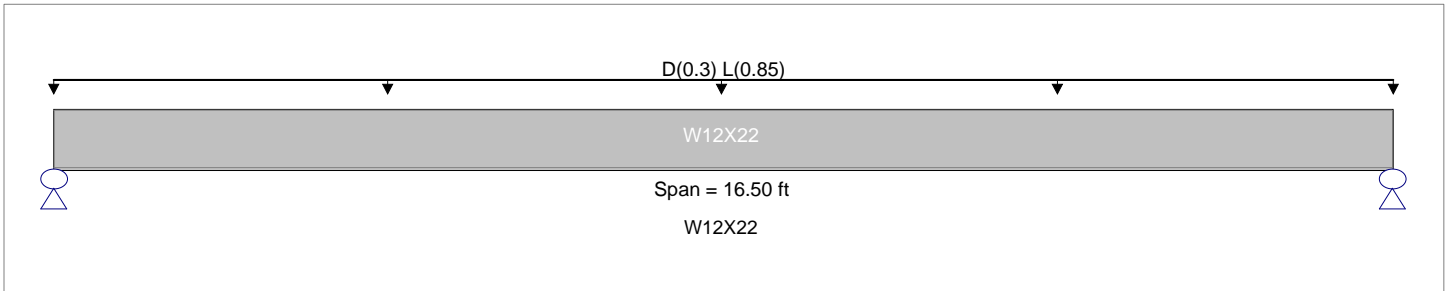 D(0.3) L(0.85)
W12X22
Span = 16.50 ft
W12X22